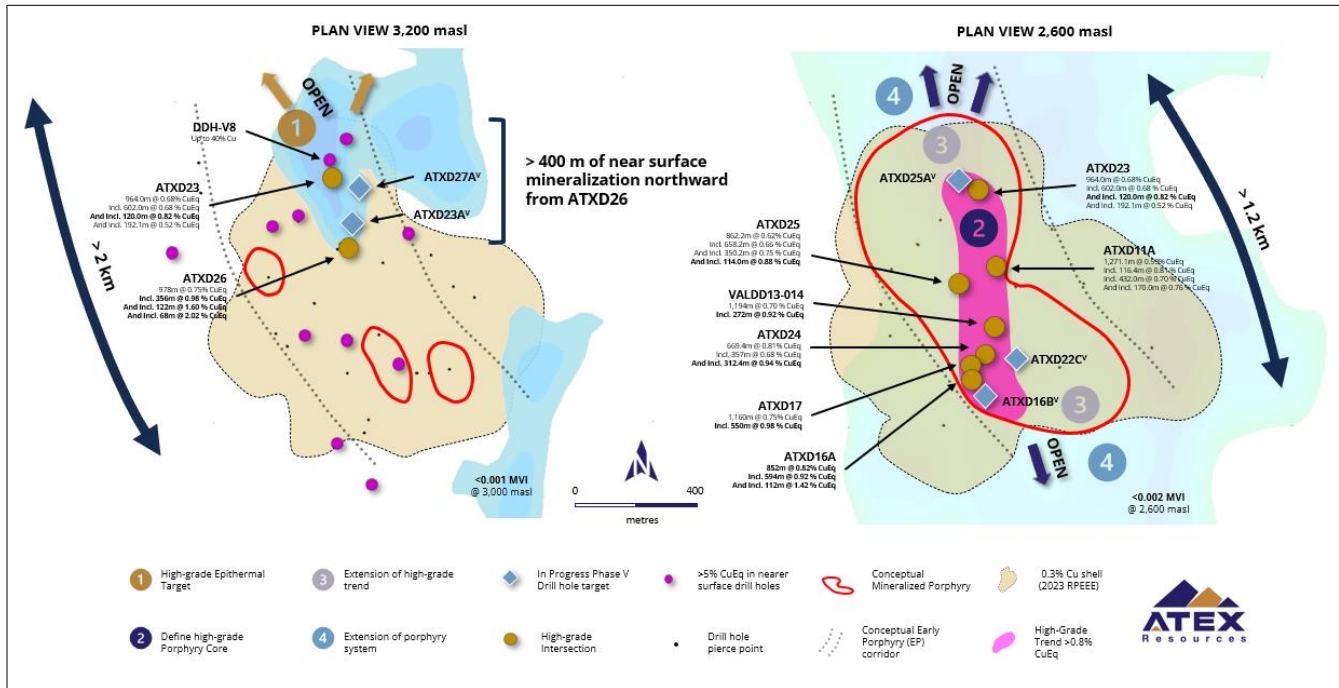 PLAN VIEW 3,200 masl
OPEN
1
DDH-V8
Up to 40% Cu
ATXD23
964.0m @ 0.68% CuEq
incl. 602.0m @ 0.68 % CuEq
And Incl. 120.0m @ 0.82 % CuEq
And Incl. 192.1m @ 0.52 % CuEq
ATXD27Aⱽ
ATXD23Aⱽ
> 400 m of near surface
mineralization northward
from ATXD26
> 2 km
ATXD26
978m @ 0.75% CuEq
Incl. 356m @ 0.98 % CuEq
And Incl. 122m @ 1.60 % CuEq
And Incl. 68m @ 2.02 % CuEq
<0.001 MVI
@ 3,000 masl
N
0
400
metres
PLAN VIEW 2,600 masl
4
OPEN
3
ATXD25Aⱽ
ATXD23
964.0m @ 0.68% CuEq
incl. 602.0m @ 0.68 % CuEq
And Incl. 120.0m @ 0.82 % CuEq
And Incl. 192.1m @ 0.52 % CuEq
> 1.2 km
2
ATXD25
862.2m @ 0.62% CuEq
Incl. 658.2m @ 0.66 % CuEq
And Incl. 350.2m @ 0.75 % CuEq
And Incl. 114.0m @ 0.88 % CuEq
ATXD11A
1,271.1m @ 0.59% CuEq
Incl. 116.4m @ 0.81 % CuEq
Incl. 432.0m @ 0.70 % CuEq
And Incl. 170.0m @ 0.76 % CuEq
VALDD13-014
1,194m @ 0.70 % CuEq
Incl. 272m @ 0.92 % CuEq
ATXD24
669.4m @ 0.81% CuEq
Incl. 357m @ 0.68 % CuEq
And Incl. 312.4m @ 0.94 % CuEq
ATXD22Cⱽ
ATXD16Bⱽ
3
ATXD17
1,160m @ 0.75% CuEq
Incl. 550m @ 0.98 % CuEq
ATXD16A
852m @ 0.82% CuEq
Incl. 594m @ 0.92 % CuEq
And Incl. 112m @ 1.42 % CuEq
OPEN
4
<0.002 MVI
@ 2,600 masl
1
High-grade Epithermal
Target
3
Extension of high-grade
trend
In Progress Phase V
Drill hole target
>5% CuEq in nearer
surface drill holes
Conceptual
Mineralized Porphyry
0.3% Cu shell
(2023 RPEEE)
2
Define high-grade
Porphyry Core
4
Extension of porphyry
system
High-grade
Intersection
Drill hole
pierce point
Conceptual Early
Porphyry (EP)
corridor
High-Grade
Trend >0.8%
CuEq
ATEX
Resources